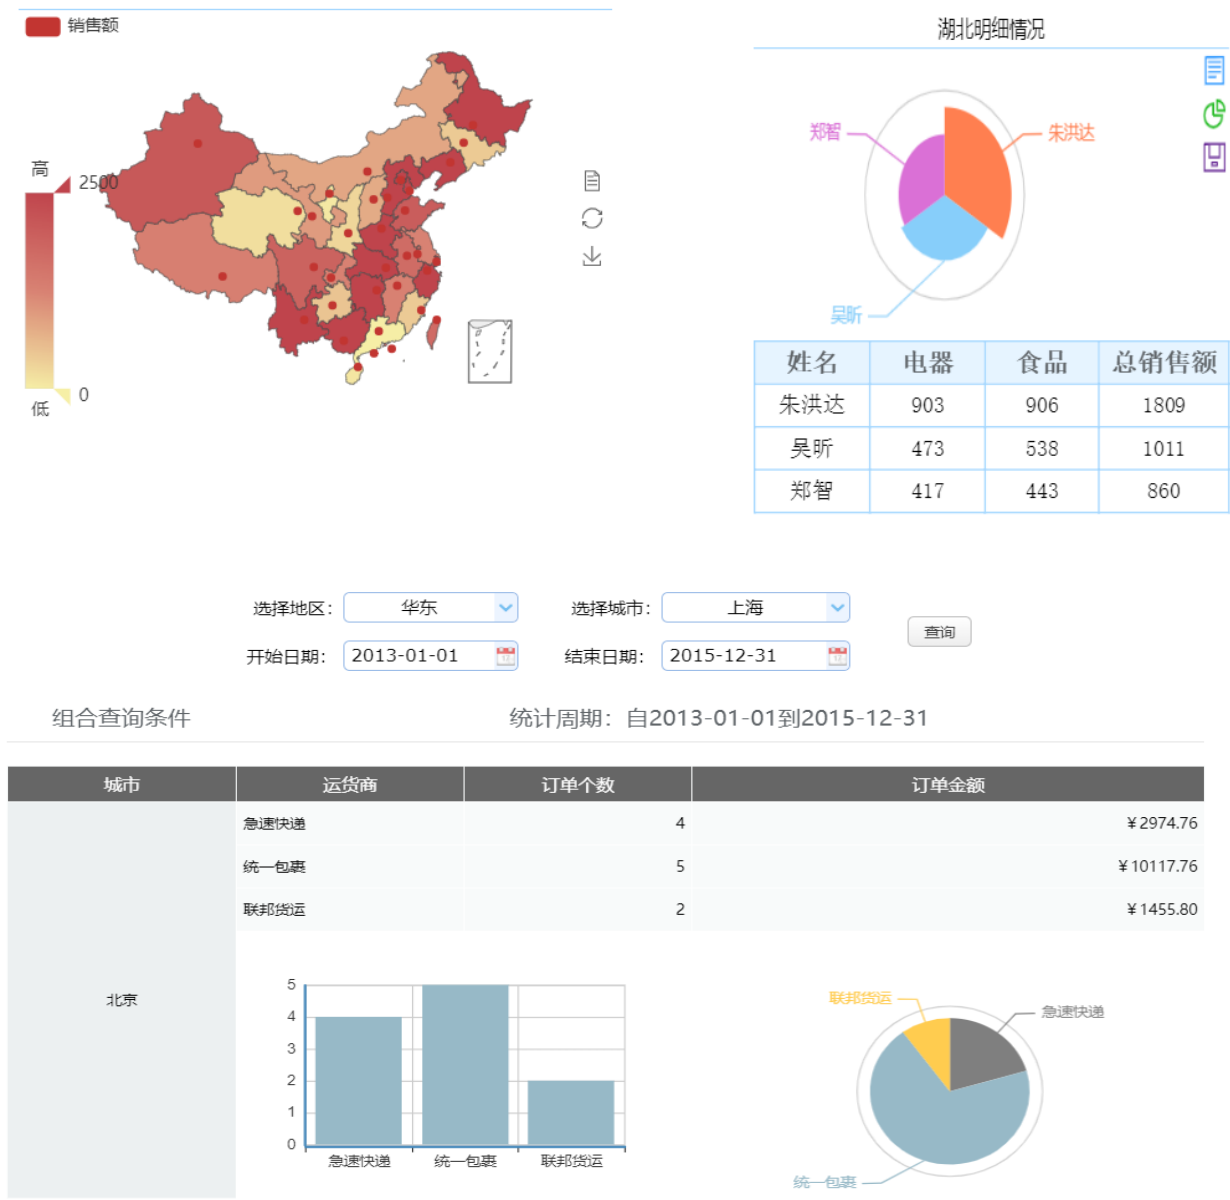 销售额
高
2500
0
低
湖北明细情况
郑智
朱洪达
吴昕
姓名 电器 食品 总销售额
朱洪达 903 906 1809
吴昕 473 538 1011
郑智 417 443 860
选择地区： 华东 选择城市： 上海
查询
开始日期： 2013-01-01 结束日期： 2015-12-31
组合查询条件 统计周期：自2013-01-01到2015-12-31
城市 运货商 订单个数 订单金额
急速快递 4 ￥2974.76
统一包裹 5 ￥10117.76
联邦货运 2 ￥1455.80
北京
5
4
3
2
1
0
急速快递 统一包裹 联邦货运
联邦货运
急速快递
统一包裹